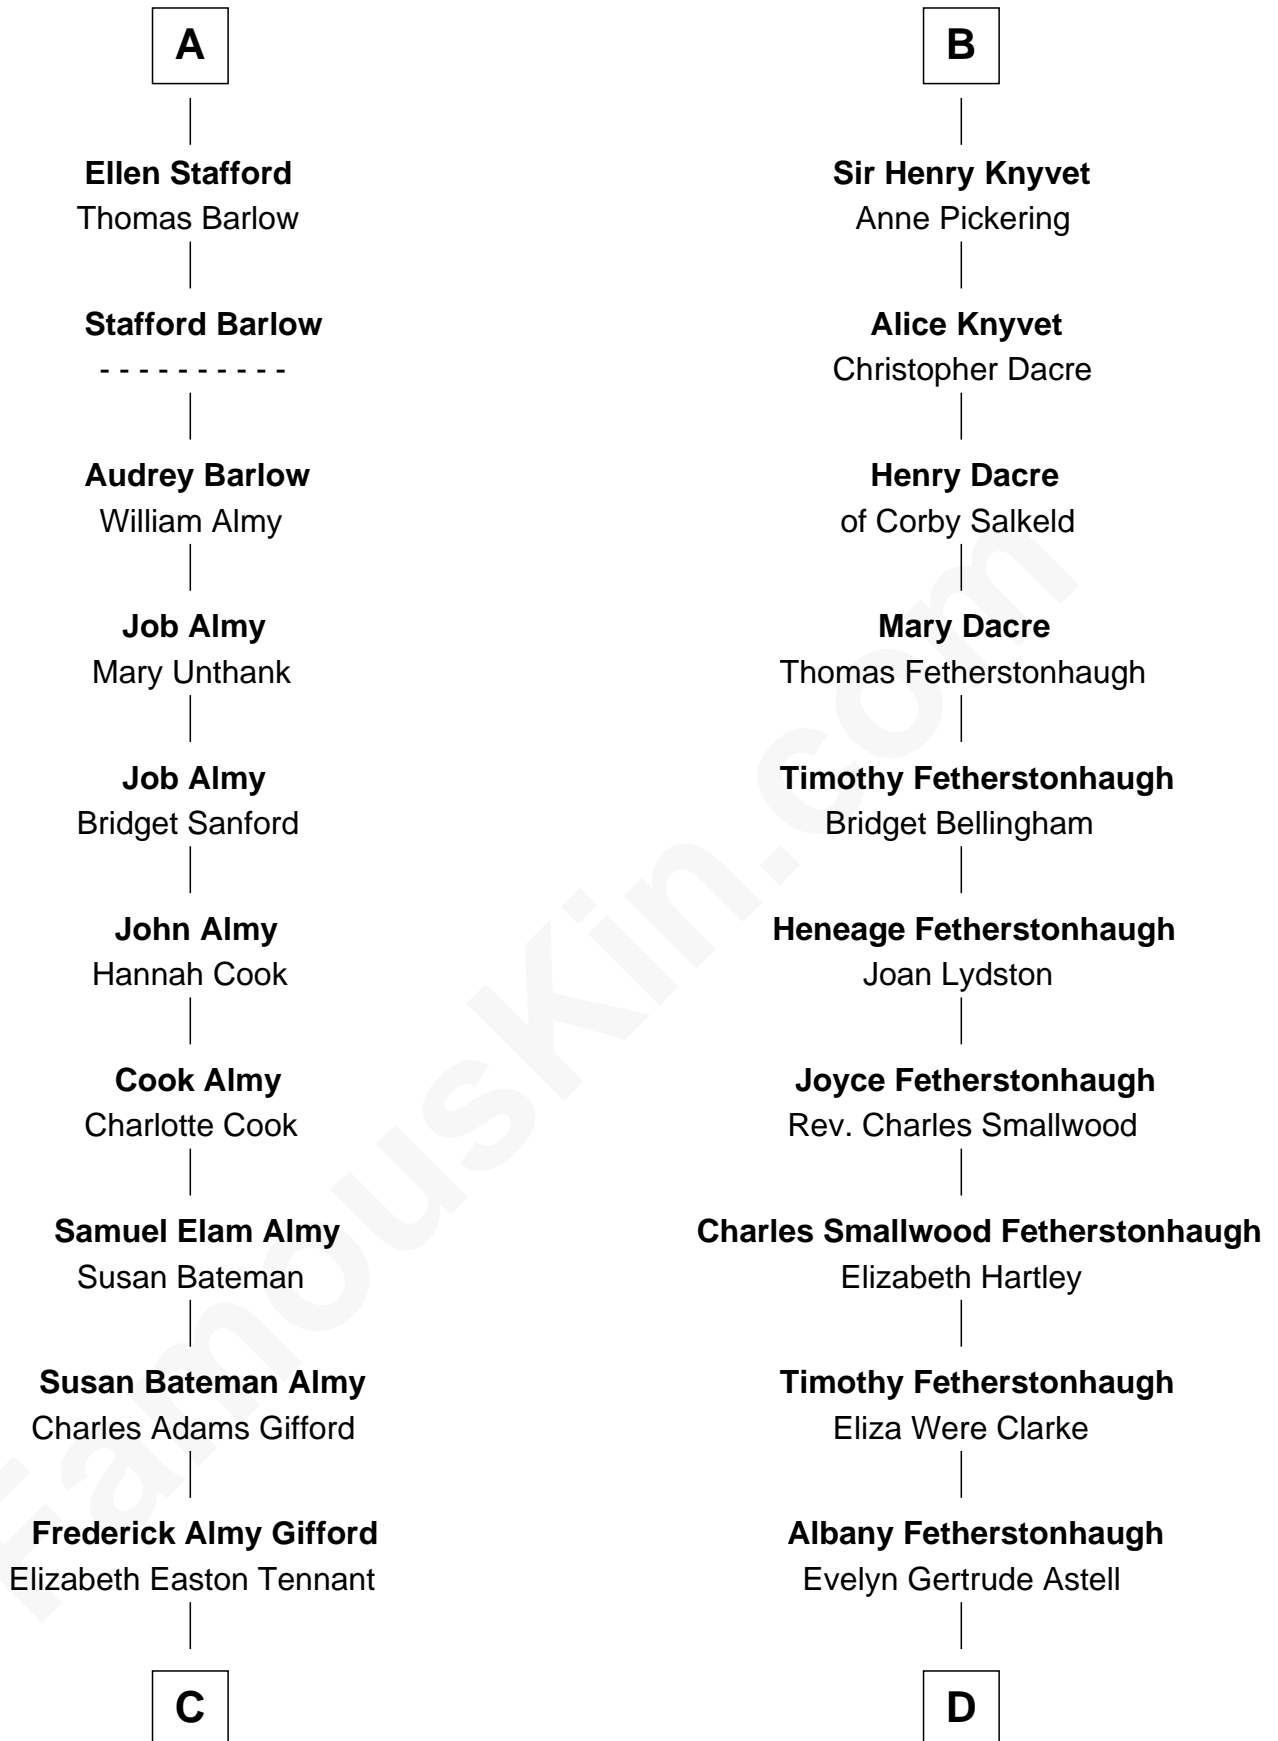 A
Ellen Stafford
Thomas Barlow
Stafford Barlow
- - - - - - - - - -
Audrey Barlow
William Almy
Job Almy
Mary Unthank
Job Almy
Bridget Sanford
John Almy
Hannah Cook
Cook Almy
Charlotte Cook
Samuel Elam Almy
Susan Bateman
Susan Bateman Almy
Charles Adams Gifford
Frederick Almy Gifford
Elizabeth Easton Tennant
C
B
Sir Henry Knyvet
Anne Pickering
Alice Knyvet
Christopher Dacre
Henry Dacre
of Corby Salkeld
Mary Dacre
Thomas Fetherstonhaugh
Timothy Fetherstonhaugh
Bridget Bellingham
Heneage Fetherstonhaugh
Joan Lydston
Joyce Fetherstonhaugh
Rev. Charles Smallwood
Charles Smallwood Fetherstonhaugh
Elizabeth Hartley
Timothy Fetherstonhaugh
Eliza Were Clarke
Albany Fetherstonhaugh
Evelyn Gertrude Astell
D
FamousKin.com